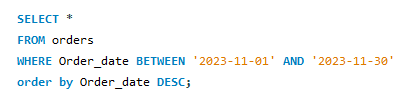 SELECT *
FROM orders
WHERE Order_date BETWEEN '2023-11-01' AND '2023-11-30'
order by Order_date DESC;